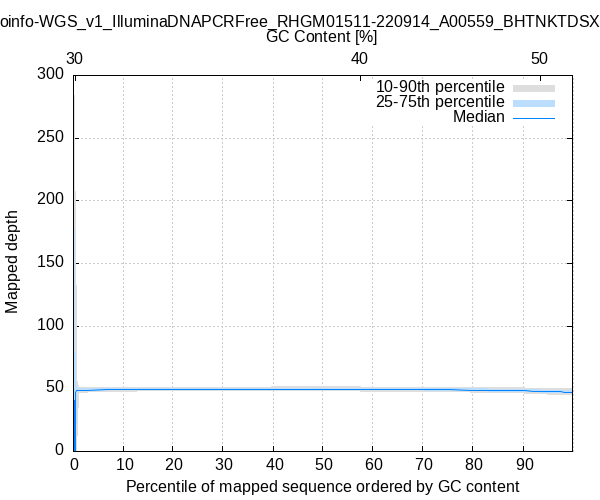 oinfo-WGS_v1_IlluminaDNAPCRFree_RHGM01511-220914_A00559_BHTNKTDSX
GC Content [%]
30 40 50
300
10-90th percentile
25-75th percentile
Median
250
200
150
100
50
0
Mapped depth
0 10 20 30 40 50 60 70 80 90
Percentile of mapped sequence ordered by GC content